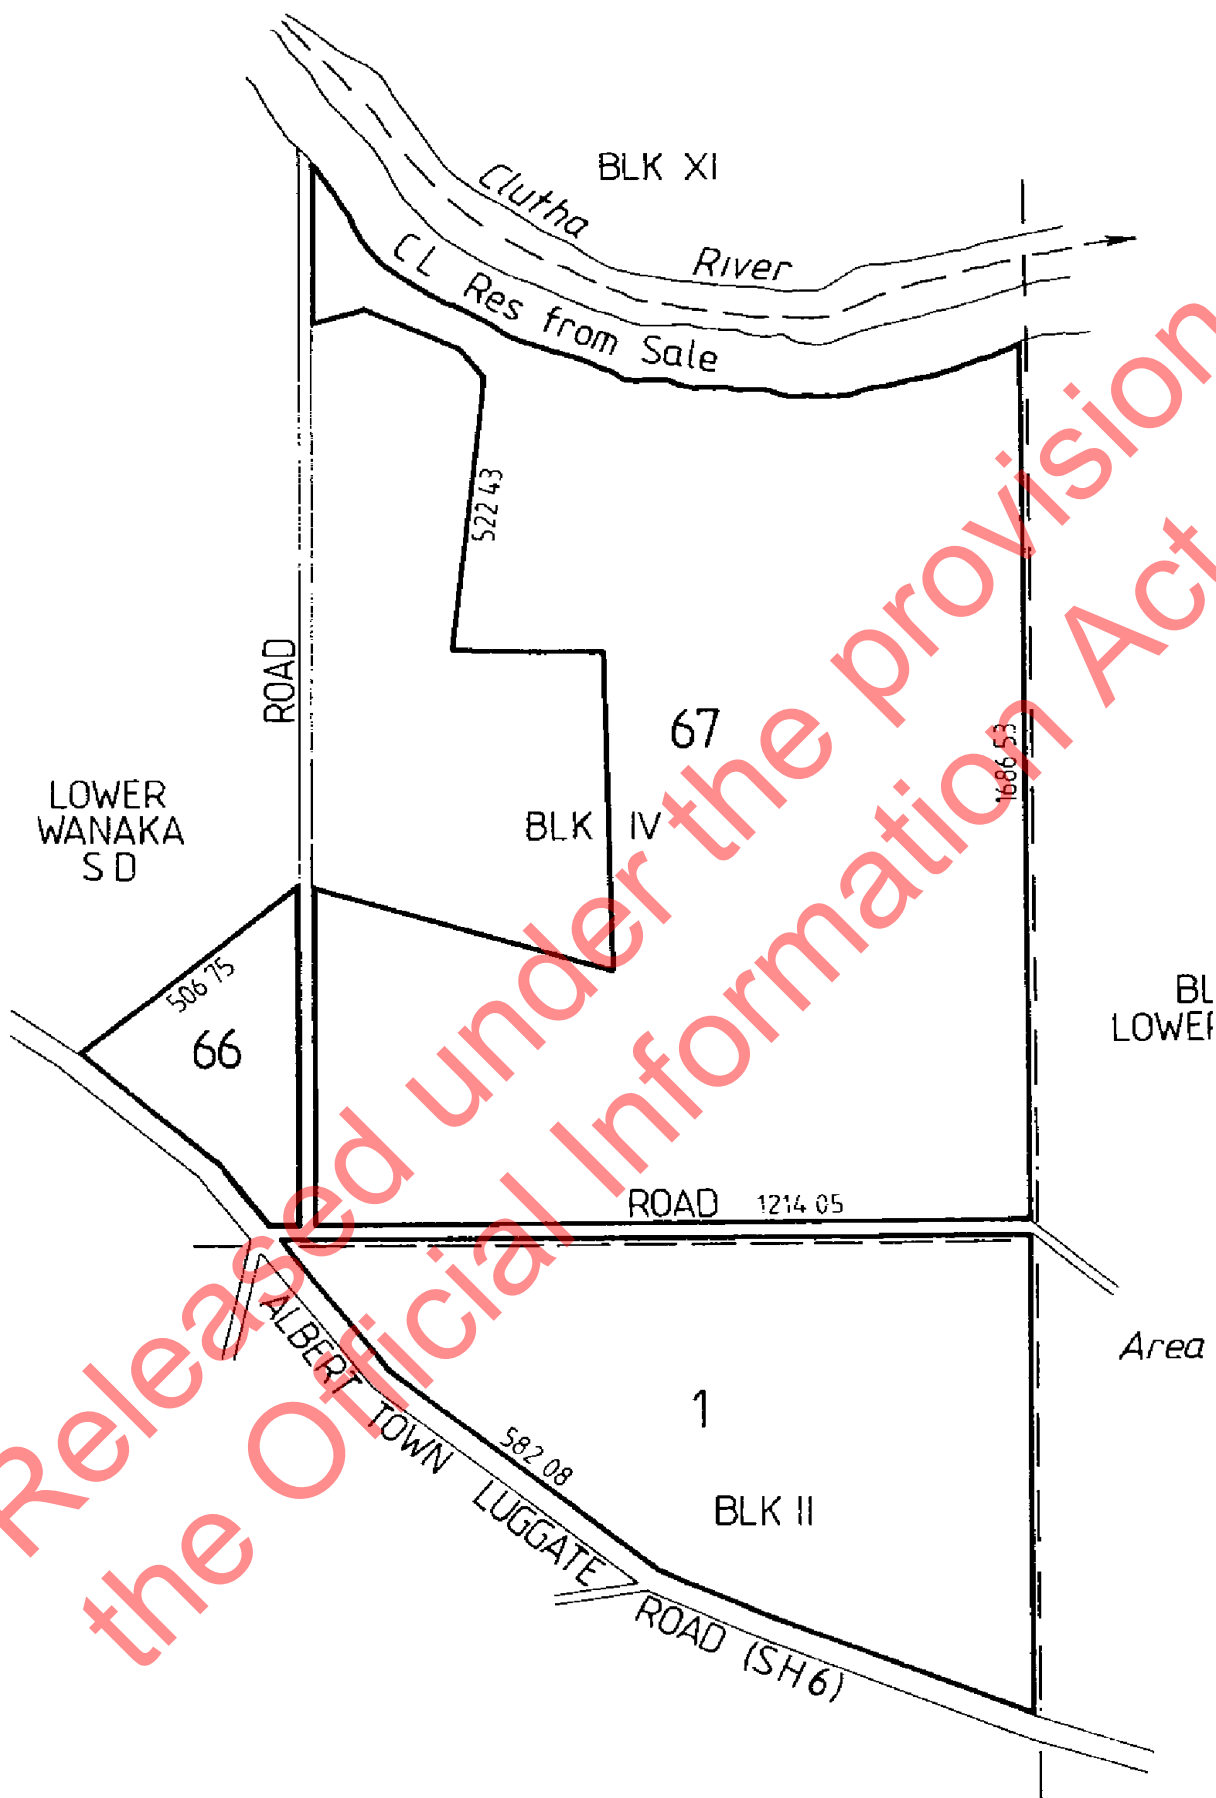 BLK XI
Clutha
River
CL Res from Sale
522 43
ROAD
67
1686 53
LOWER
WANAKA
S D
BLK IV
506 75
66
BL
LOWER
ROAD 1214 05
Area
1
582 08
BLK II
ALBERT TOWN LUGGATE ROAD (SH6)
Released under the provision
the Official Information Act